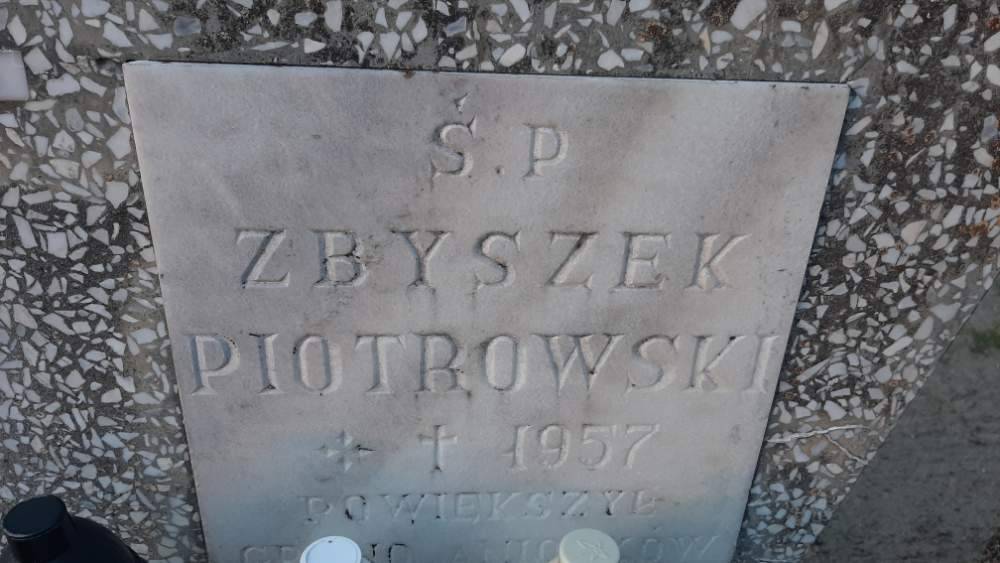 Ś.P
ZBYSZEK
PIOTROWSKI
* † 1957
POWIĘKSZYŁ